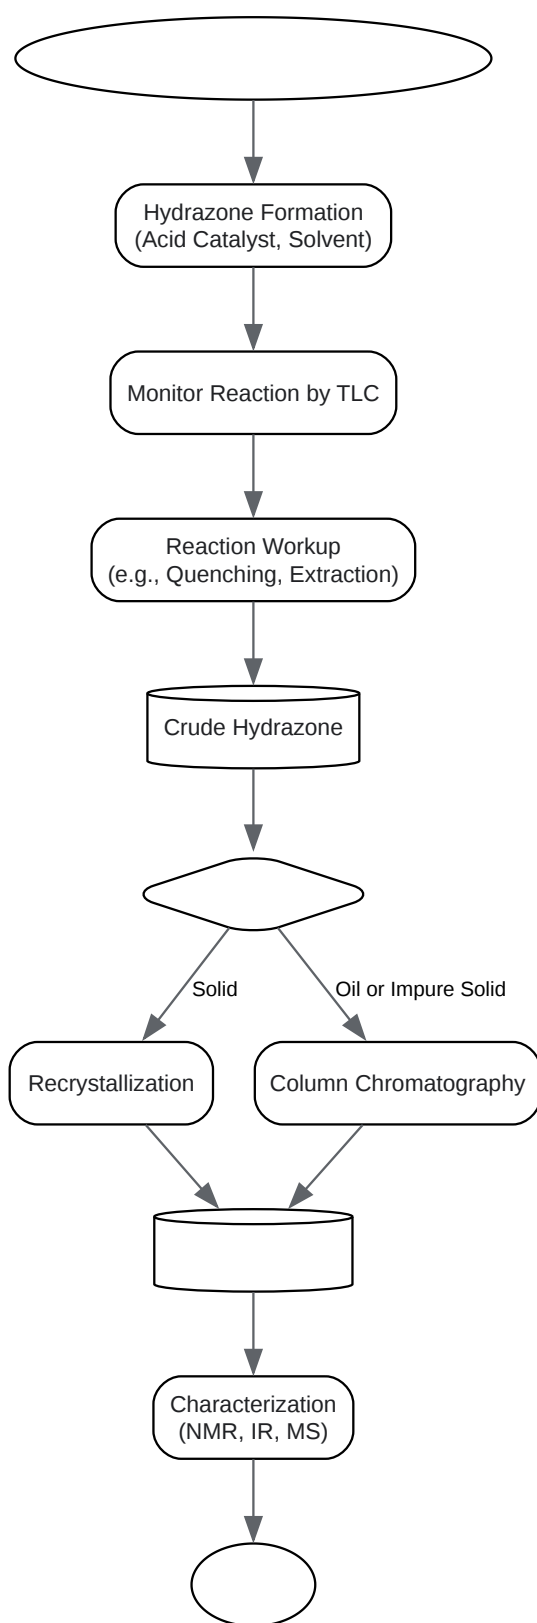 Hydrazone Formation
(Acid Catalyst, Solvent)
Monitor Reaction by TLC
Reaction Workup
(e.g., Quenching, Extraction)
Crude Hydrazone
Solid
Oil or Impure Solid
Recrystallization
Column Chromatography
Characterization
(NMR, IR, MS)